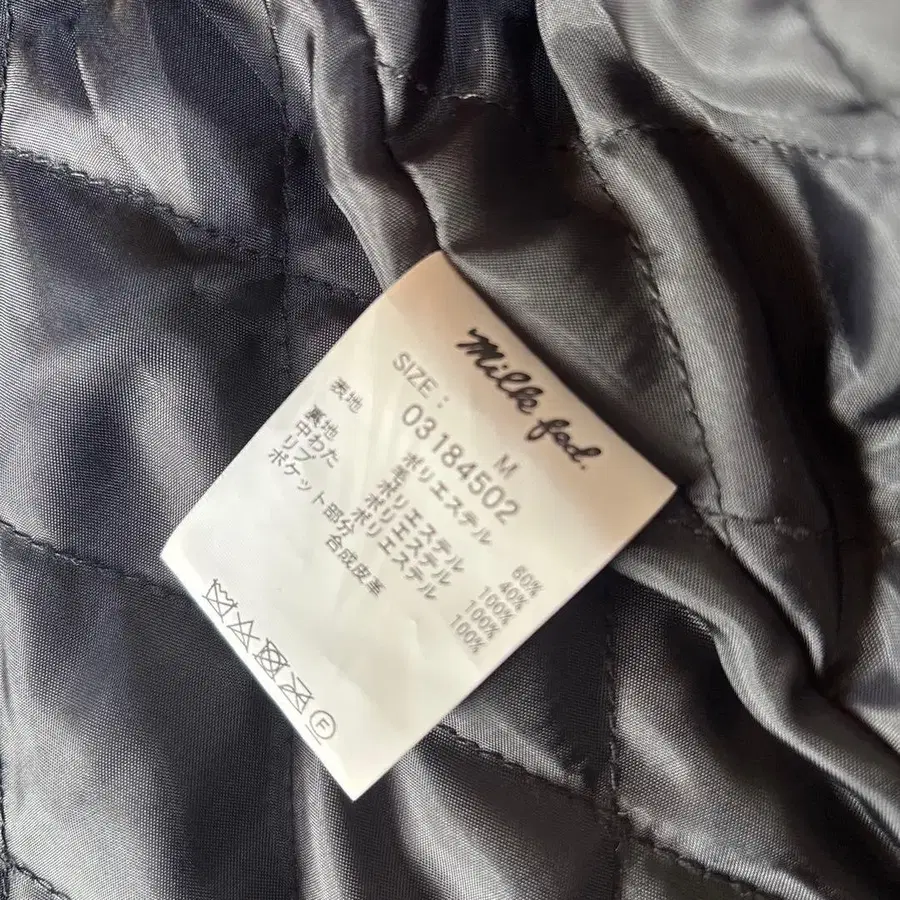 Milk fed.
SIZE: M
03184502
表地 ポリエステル 60%
毛 40%
裏地 ポリエステル 100%
中わた ポリエステル 100%
リブ ポリエステル 100%
ポケット部分 合成皮革
F